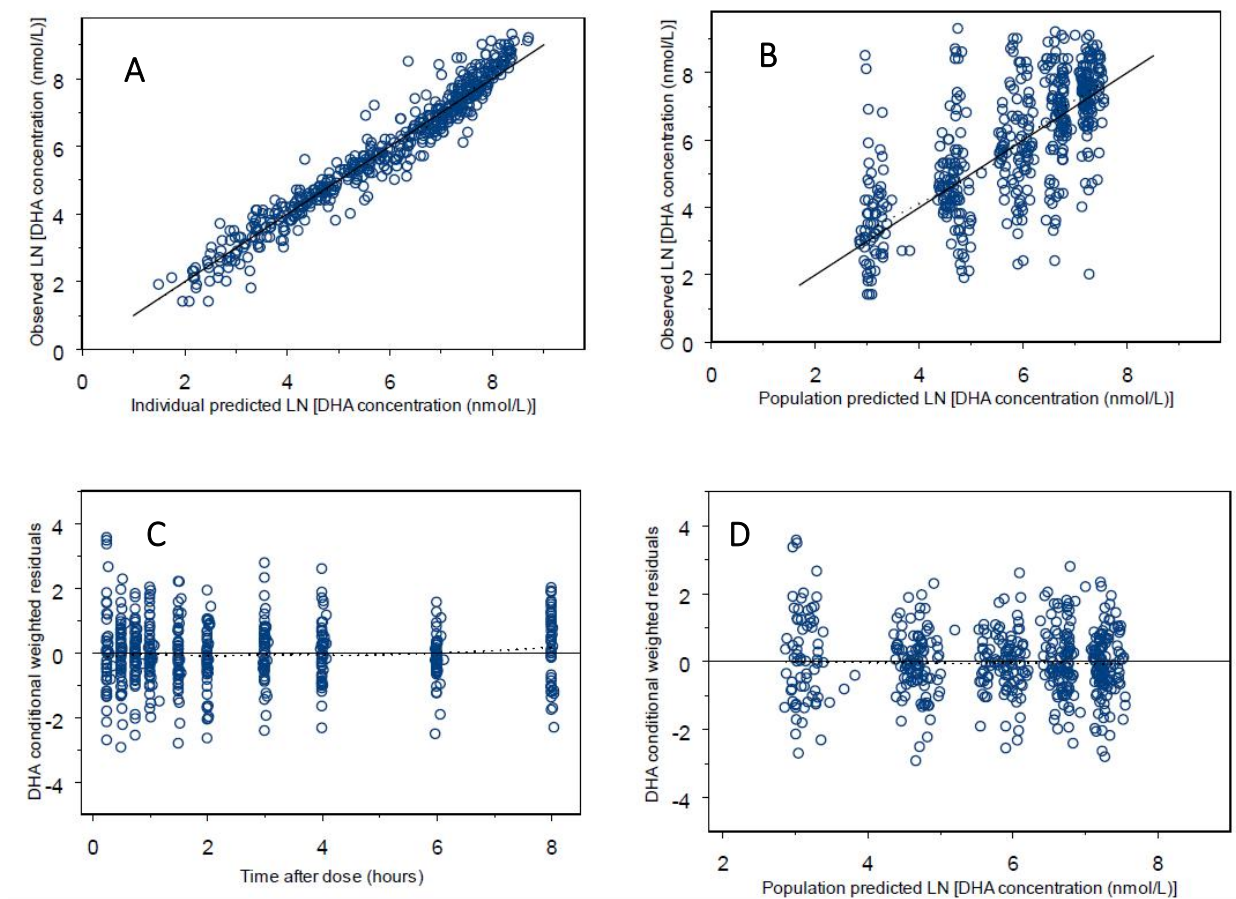 A
Observed LN [DHA concentration (nmol/L)]
8
6
4
2
0
0 2 4 6 8
Individual predicted LN [DHA concentration (nmol/L)]
B
Observed LN [DHA concentration (nmol/L)]
8
6
4
2
0
0 2 4 6 8
Population predicted LN [DHA concentration (nmol/L)]
C
DHA conditional weighted residuals
4
2
0
-2
-4
0 2 4 6 8
Time after dose (hours)
D
DHA conditional weighted residuals
4
2
0
-2
-4
2 4 6 8
Population predicted LN [DHA concentration (nmol/L)]